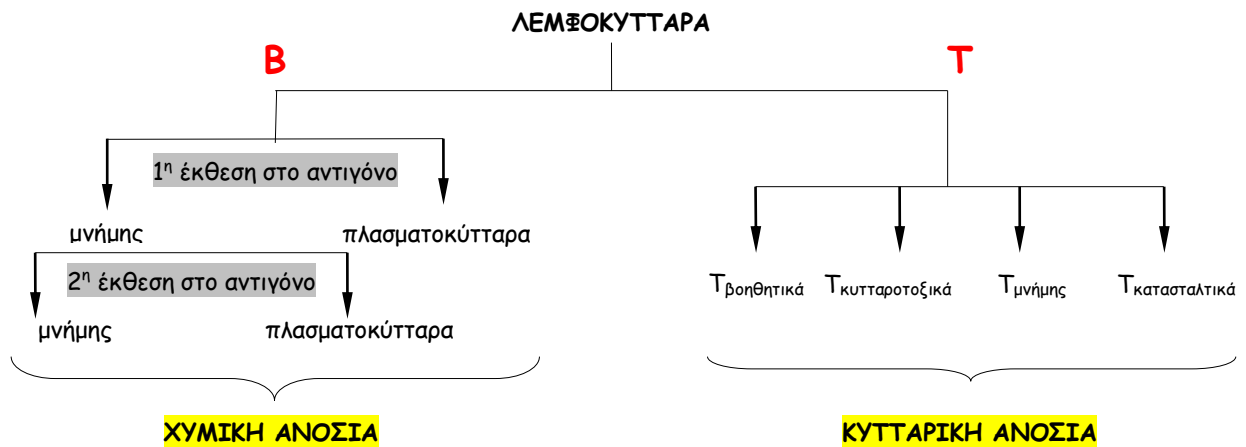 ΛΕΜΦΟΚΥΤΤΑΡΑ
Β
Τ
1η έκθεση στο αντιγόνο
μνήμης πλασματοκύτταρα
2η έκθεση στο αντιγόνο
μνήμης πλασματοκύτταρα
Τβοηθητικά Τκυτταροτοξικά Τμνήμης Τκατασταλτικά
ΧΥΜΙΚΗ ΑΝΟΣΙΑ
ΚΥΤΤΑΡΙΚΗ ΑΝΟΣΙΑ